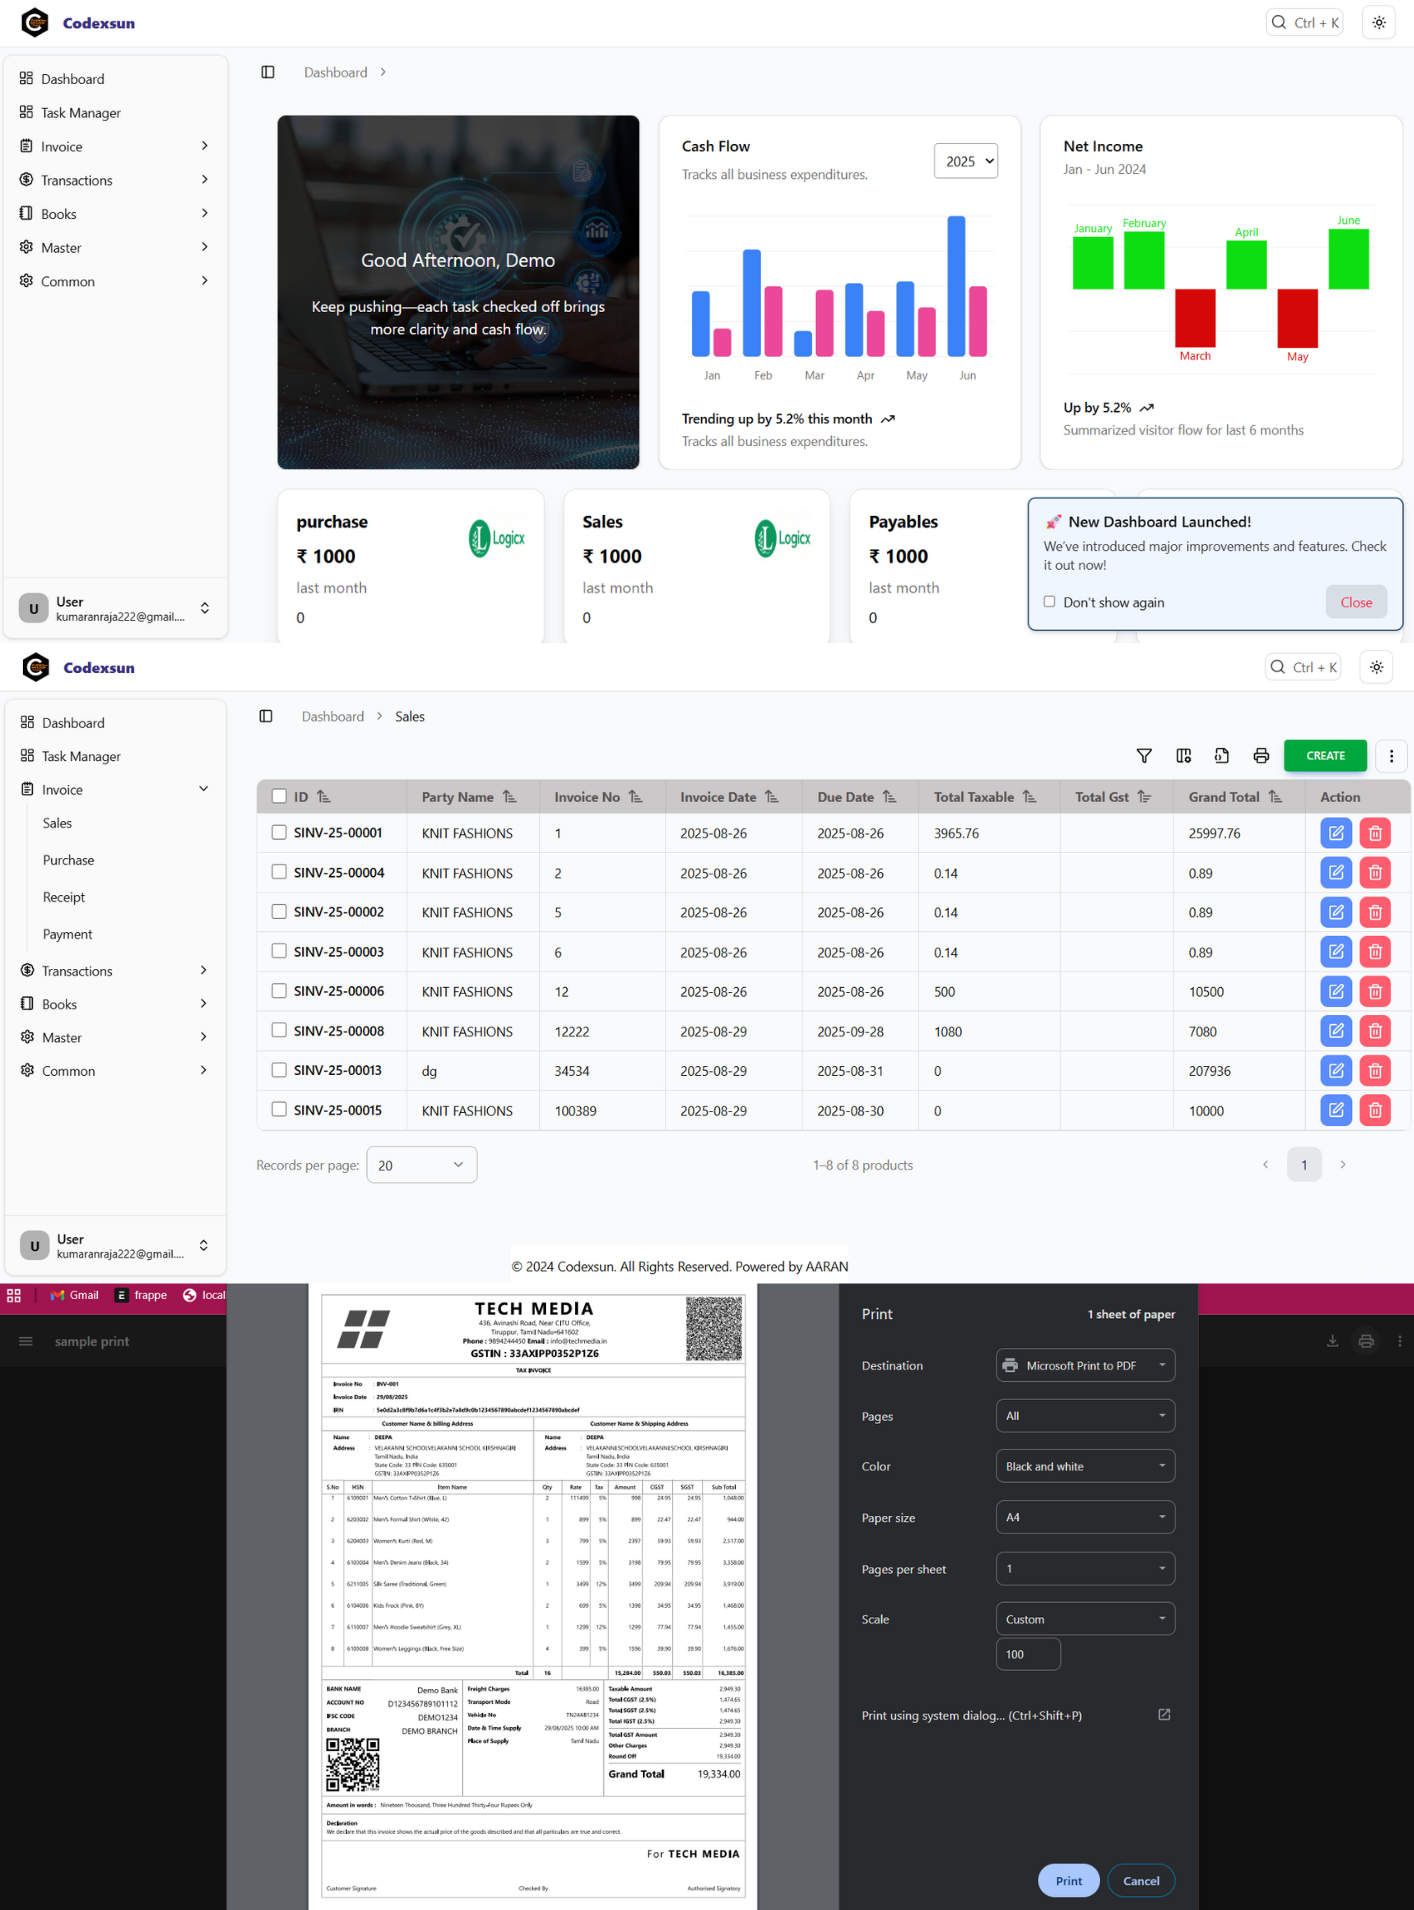 Codexsun
Ctrl + K
Dashboard
Task Manager
Invoice
Transactions
Books
Master
Common
User
kumaranraja222@gmail....
Dashboard
Good Afternoon, Demo
Keep pushing—each task checked off brings
more clarity and cash flow.
Cash Flow
Tracks all business expenditures.
2025
Jan Feb Mar Apr May Jun
Trending up by 5.2% this month
Tracks all business expenditures.
Net Income
Jan - Jun 2024
January February April June
March May
Up by 5.2%
Summarized visitor flow for last 6 months
purchase
₹ 1000
last month
0
Logicx
Sales
₹ 1000
last month
0
Logicx
Payables
₹ 1000
last month
0
🚀 New Dashboard Launched!
We've introduced major improvements and features. Check
it out now!
Don't show again
Close
Codexsun
Ctrl + K
Dashboard
Task Manager
Invoice
Sales
Purchase
Receipt
Payment
Transactions
Books
Master
Common
User
kumaranraja222@gmail....
Dashboard Sales
CREATE
ID Party Name Invoice No Invoice Date Due Date Total Taxable Total Gst Grand Total Action
SINV-25-00001 KNIT FASHIONS 1 2025-08-26 2025-08-26 3965.76 25997.76
SINV-25-00004 KNIT FASHIONS 2 2025-08-26 2025-08-26 0.14 0.89
SINV-25-00002 KNIT FASHIONS 5 2025-08-26 2025-08-26 0.14 0.89
SINV-25-00003 KNIT FASHIONS 6 2025-08-26 2025-08-26 0.14 0.89
SINV-25-00006 KNIT FASHIONS 12 2025-08-26 2025-08-26 500 10500
SINV-25-00008 KNIT FASHIONS 12222 2025-08-29 2025-09-28 1080 7080
SINV-25-00013 dg 34534 2025-08-29 2025-08-31 0 207936
SINV-25-00015 KNIT FASHIONS 100389 2025-08-29 2025-08-30 0 10000
Records per page: 20
1–8 of 8 products
1
© 2024 Codexsun. All Rights Reserved. Powered by AARAN
Gmail frappe local
sample print
TECH MEDIA
436, Avinashi Road, Near CITU Office,
Tiruppur, Tamil Nadu-641602
Phone : 9894244450 Email : info@techmedia.in
GSTIN : 33AXIPP0352P1Z6
TAX INVOICE
Invoice No : INV-001
Invoice Date : 29/08/2025
IRN : 5e0d2a3c8f9b7d6a1c4f3b2e7a8d9c0b1234567890abcdef1234567890abcdef
Customer Name & billing Address Customer Name & Shipping Address
Name : DEEPA Name : DEEPA
Address : VELAKANNI SCHOOLVELAKANNI SCHOOL KIRSHNAGIRI Address : VELAKANNI SCHOOLVELAKANNI SCHOOL KIRSHNAGIRI
Tamil Nadu, India Tamil Nadu, India
State Code: 33 PIN Code: 635001 State Code: 33 PIN Code: 635001
GSTIN: 33AXIPP0352P1Z6 GSTIN: 33AXIPP0352P1Z6
S.No HSN Item Name Qty Rate Tax Amount CGST SGST Sub Total
1 6109001 Men's Cotton T-Shirt (Blue, L) 2 111499 5% 998 24.95 24.95 1,048.00
2 6203002 Men's Formal Shirt (White, 42) 1 899 5% 899 22.47 22.47 944.00
3 6204003 Women's Kurti (Red, M) 3 799 5% 2397 59.93 59.93 2,517.00
4 6103004 Men's Denim Jeans (Black, 34) 2 1599 5% 3198 79.95 79.95 3,358.00
5 6211005 Silk Saree (Traditional, Green) 1 3499 12% 3499 209.94 209.94 3,919.00
6 6104006 Kids Frock (Pink, 8Y) 2 699 5% 1398 34.95 34.95 1,468.00
7 6110007 Men's Hoodie Sweatshirt (Grey, XL) 1 1299 12% 1299 77.94 77.94 1,455.00
8 6105008 Women's Leggings (Black, Free Size) 4 399 5% 1596 39.90 39.90 1,676.00
Total 16 15,284.00 550.03 550.03 16,385.00
BANK NAME Demo Bank
ACCOUNT NO D123456789101112
IFSC CODE DEMO1234
BRANCH DEMO BRANCH
Freight Charges 16385.00
Transport Mode Road
Vehicle No TN24AB1234
Date & Time Supply 29/08/2025 10:00 AM
Place of Supply Tamil Nadu
Taxable Amount 2,949.30
Total CGST (2.5%) 1,474.65
Total SGST (2.5%) 1,474.65
Total IGST (2.5%) 2,949.30
Total GST Amount 2,949.30
Other Charges 2,949.30
Round Off 19,334.00
Grand Total 19,334.00
Amount in words : Nineteen Thousand, Three Hundred Thirty-Four Rupees Only
Declaration
We declare that this invoice shows the actual price of the goods described and that all particulars are true and correct.
For TECH MEDIA
Customer Signature Checked By Authorised Signatory
Print 1 sheet of paper
Destination Microsoft Print to PDF
Pages All
Color Black and white
Paper size A4
Pages per sheet 1
Scale Custom
100
Print using system dialog... (Ctrl+Shift+P)
Print Cancel